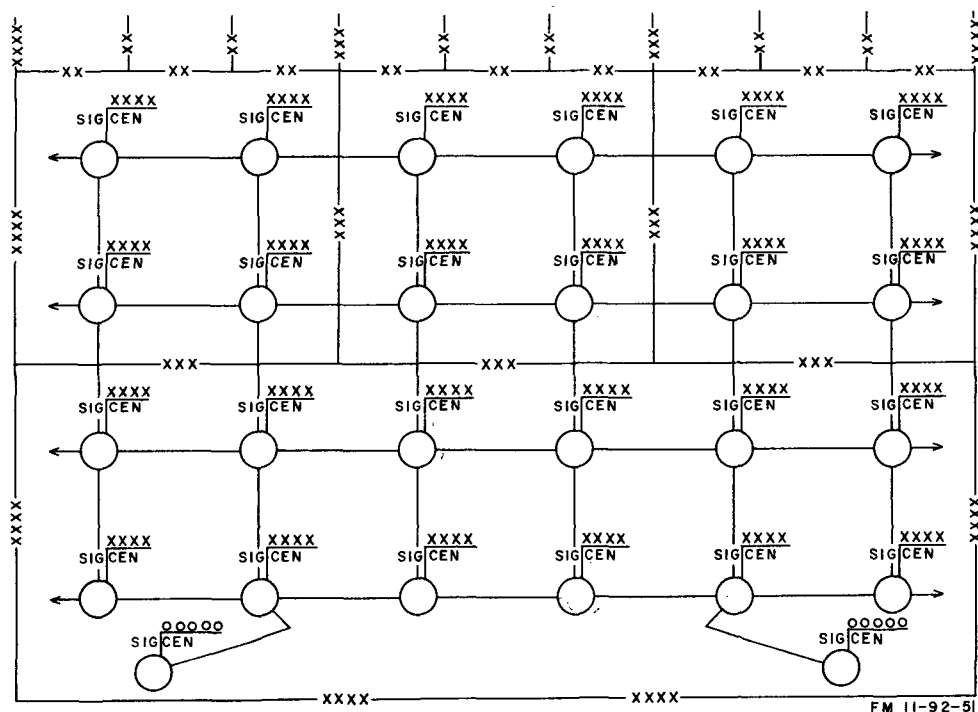 XXXX XX XX XXX XX XX XXX XX XX XXXX
XX XX XX XX XX XX XX XX XX
XXXX XXXX XXXX XXXX XXXX XXXX
SIG CEN SIG CEN SIG CEN SIG CEN SIG CEN SIG CEN
XXXX XXX XXX XXXX
XXXX XXXX XXXX XXXX XXXX XXXX
SIG CEN SIG CEN SIG CEN SIG CEN SIG CEN SIG CEN
XXX XXX XXX
XXXX XXXX XXXX XXXX XXXX XXXX
SIG CEN SIG CEN SIG CEN SIG CEN SIG CEN SIG CEN
XXXX XXXX
XXXX XXXX XXXX XXXX XXXX XXXX
SIG CEN SIG CEN SIG CEN SIG CEN SIG CEN SIG CEN
OOOOO OOOOO
SIG CEN SIG CEN
XXXX XXXX
FM 11-92-5